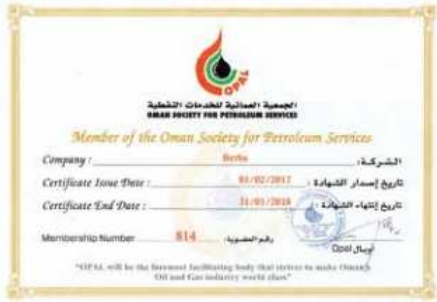 OPAL
الجمعية العمانية للخدمات النفطية
OMAN SOCIETY FOR PETROLEUM SERVICES
Member of the Oman Society for Petroleum Services
Company : Berba الشركة:
Certificate Issue Date : 01/02/2017 تاريخ إصدار الشهادة :
Certificate End Date : 31/01/2018 تاريخ إنتهاء الشهادة :
Membership Number 814 رقم العضوية:
Opal أوبال
"OPAL will be the foremost facilitating body that strives to make Oman's
Oil and Gas industry world class"